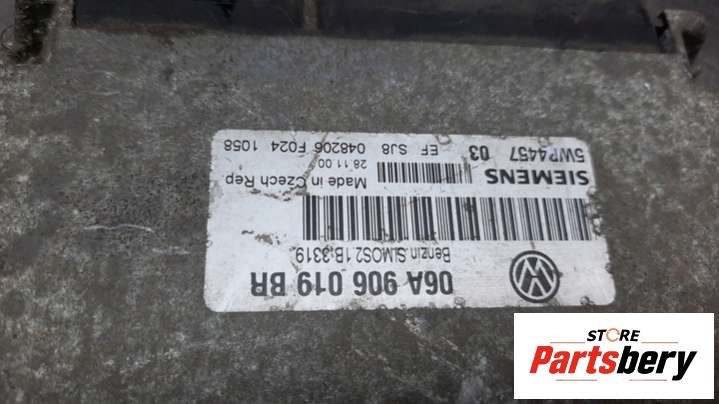 06A 906 019 BR
Benzin SIMOS2.1B:3319
SIEMENS
Made in Czech Rep
28.11.00
5WP4457 03
EF SJ8 048206 F024 1058
STORE
Partsbery